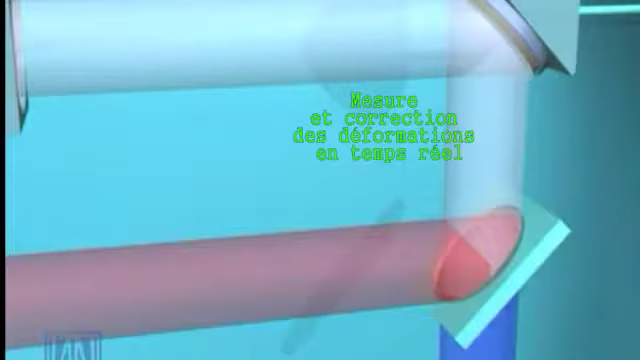 Mesure
et correction
des déformations
en temps réel